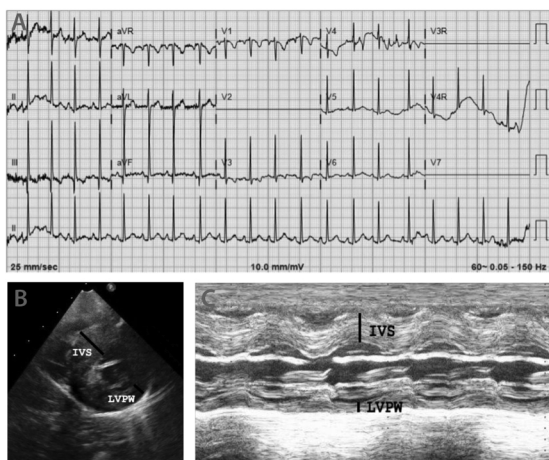 A
aVR V1 V4 V3R
II aVL V2 V5 V4R
III aVF V3 V6 V7
II
25 mm/sec 10.0 mm/mV 60~ 0.05 - 150 Hz
B
IVS
LVPW
C
IVS
LVPW